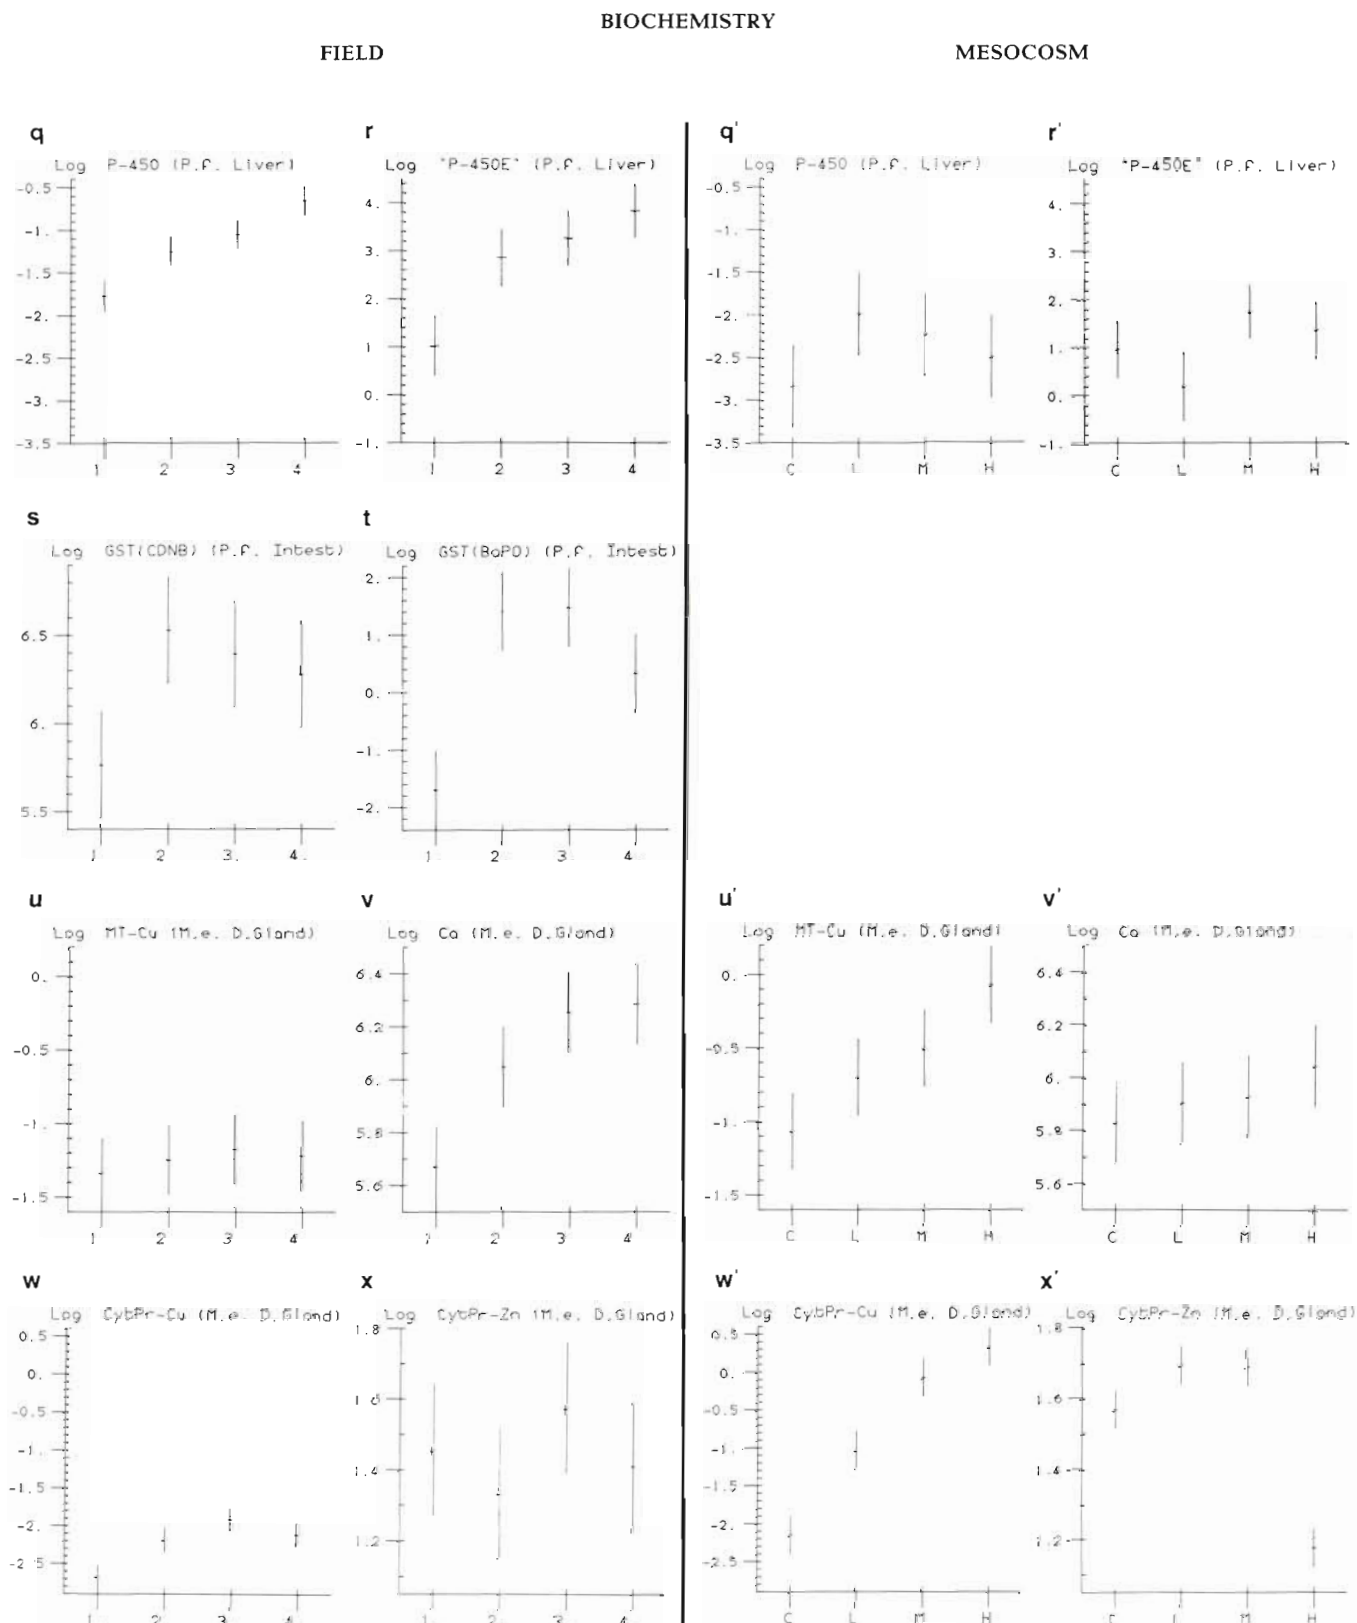 BIOCHEMISTRY
FIELD
MESOCOSM
q
r
q'
r'
Log P-450 (P.f. Liver)
Log "P-450E" (P.f. Liver)
Log P-450 (P.f. Liver)
Log "P-450E" (P.f. Liver)
-0.5
-1.
-1.5
-2.
-2.5
-3.
-3.5
1 2 3 4
4.
3.
2.
1.
0.
-1.
1 2 3 4
-0.5
-1.
-1.5
-2.
-2.5
-3.
-3.5
C L M H
4.
3.
2.
1.
0.
-1.
C L M H
s
t
Log GST(CDNB) (P.f. Intest)
Log GST(BaPO) (P.f. Intest)
6.5
6.
5.5
1. 2 3. 4.
2.
1.
0.
-1.
-2.
1. 2 3. 4.
u
v
u'
v'
Log MT-Cu (M.e. D.Gland)
Log Ca (M.e. D.Gland)
Log MT-Cu (M.e. D.Gland)
Log Ca (M.e. D.Gland)
0.
-0.5
-1.
-1.5
1 2 3 4
6.4
6.2
6.
5.8
5.6
1 2 3 4
0.
-0.5
-1.
-1.5
C L M H
6.4
6.2
6.
5.8
5.6
C L M H
w
x
w'
x'
Log CytPr-Cu (M.e. D.Gland)
Log CytPr-Zn (M.e. D.Gland)
Log CytPr-Cu (M.e. D.Gland)
Log CytPr-Zn (M.e. D.Gland)
0.5
0.
-0.5
-1.
-1.5
-2.
-2.5
1 2 3 4
1.8
1.6
1.4
1.2
1 2 3 4
0.5
0.
-0.5
-1.
-1.5
-2.
-2.5
C L M H
1.8
1.6
1.4
1.2
C L M H